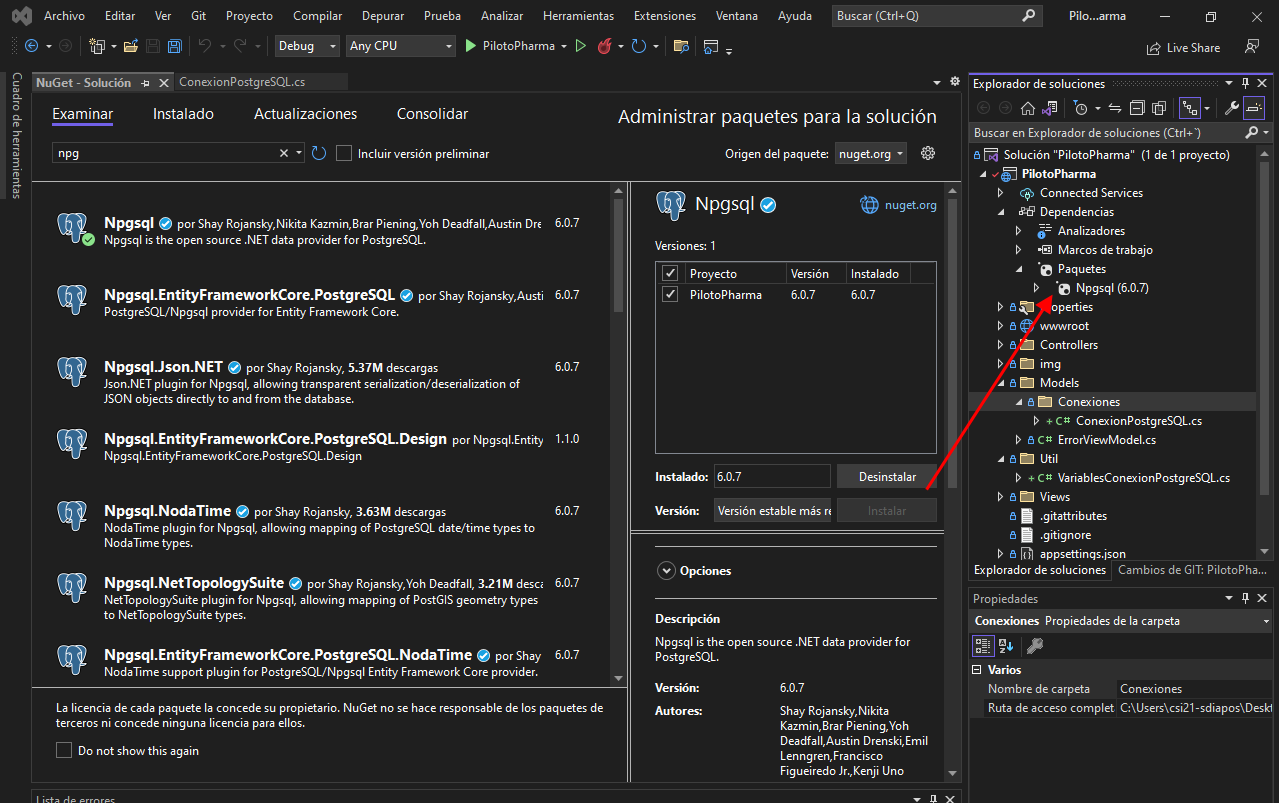 Archivo Editar Ver Git Proyecto Compilar Depurar Prueba Analizar Herramientas Extensiones Ventana Ayuda Buscar (Ctrl+Q) Pilo...arma
Debug Any CPU PilotoPharma Live Share
Cuadro de herramientas
NuGet - Solución ConexionPostgreSQL.cs
Examinar Instalado Actualizaciones Consolidar
Administrar paquetes para la solución
npg Incluir versión preliminar
Origen del paquete: nuget.org
Npgsql por Shay Rojansky,Nikita Kazmin,Brar Piening,Yoh Deadfall,Austin Dre 6.0.7
Npgsql is the open source .NET data provider for PostgreSQL.
Npgsql.EntityFrameworkCore.PostgreSQL por Shay Rojansky,Austi 6.0.7
PostgreSQL/Npgsql provider for Entity Framework Core.
Npgsql.Json.NET por Shay Rojansky, 5.37M descargas 6.0.7
Json.NET plugin for Npgsql, allowing transparent serialization/deserialization of
JSON objects directly to and from the database.
Npgsql.EntityFrameworkCore.PostgreSQL.Design por Npgsql.Entity 1.1.0
Npgsql.EntityFrameworkCore.PostgreSQL.Design
Npgsql.NodaTime por Shay Rojansky, 3.63M descargas 6.0.7
NodaTime plugin for Npgsql, allowing mapping of PostgreSQL date/time types to
NodaTime types.
Npgsql.NetTopologySuite por Shay Rojansky,Yoh Deadfall, 3.21M desca 6.0.7
NetTopologySuite plugin for Npgsql, allowing mapping of PostGIS geometry types
to NetTopologySuite types.
Npgsql.EntityFrameworkCore.PostgreSQL.NodaTime por Shay 6.0.7
NodaTime support plugin for PostgreSQL/Npgsql Entity Framework Core provider.
La licencia de cada paquete la concede su propietario. NuGet no se hace responsable de los paquetes de
terceros ni concede ninguna licencia para ellos.
Do not show this again
Npgsql nuget.org
Versiones: 1
Proyecto Versión Instalado
PilotoPharma 6.0.7 6.0.7
Instalado: 6.0.7 Desinstalar
Versión: Versión estable más re Instalar
Opciones
Descripción
Npgsql is the open source .NET data provider for
PostgreSQL.
Versión: 6.0.7
Autores: Shay Rojansky,Nikita
Kazmin,Brar Piening,Yoh
Deadfall,Austin Drenski,Emil
Lenngren,Francisco
Figueiredo Jr.,Kenji Uno
Lista de errores
Explorador de soluciones
Buscar en Explorador de soluciones (Ctrl+`)
Solución "PilotoPharma" (1 de 1 proyecto)
PilotoPharma
Connected Services
Dependencias
Analizadores
Marcos de trabajo
Paquetes
Npgsql (6.0.7)
operties
wwwroot
Controllers
img
Models
Conexiones
C# ConexionPostgreSQL.cs
C# ErrorViewModel.cs
Util
C# VariablesConexionPostgreSQL.cs
Views
.gitattributes
.gitignore
appsettings.json
Explorador de soluciones Cambios de GIT: PilotoPha...
Propiedades
Conexiones Propiedades de la carpeta
Varios
Nombre de carpeta Conexiones
Ruta de acceso complet C:\Users\csi21-sdiapos\Deskt